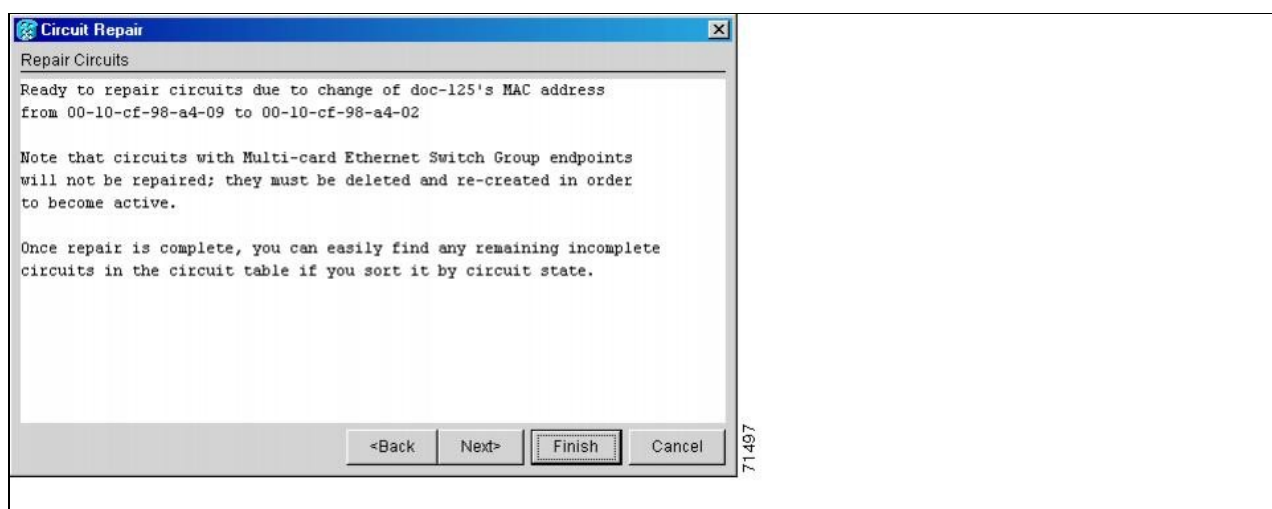 Circuit Repair
Repair Circuits
Ready to repair circuits due to change of doc-125's MAC address
from 00-10-cf-98-a4-09 to 00-10-cf-98-a4-02
Note that circuits with Multi-card Ethernet Switch Group endpoints
will not be repaired; they must be deleted and re-created in order
to become active.
Once repair is complete, you can easily find any remaining incomplete
circuits in the circuit table if you sort it by circuit state.
<Back Next> Finish Cancel
71497